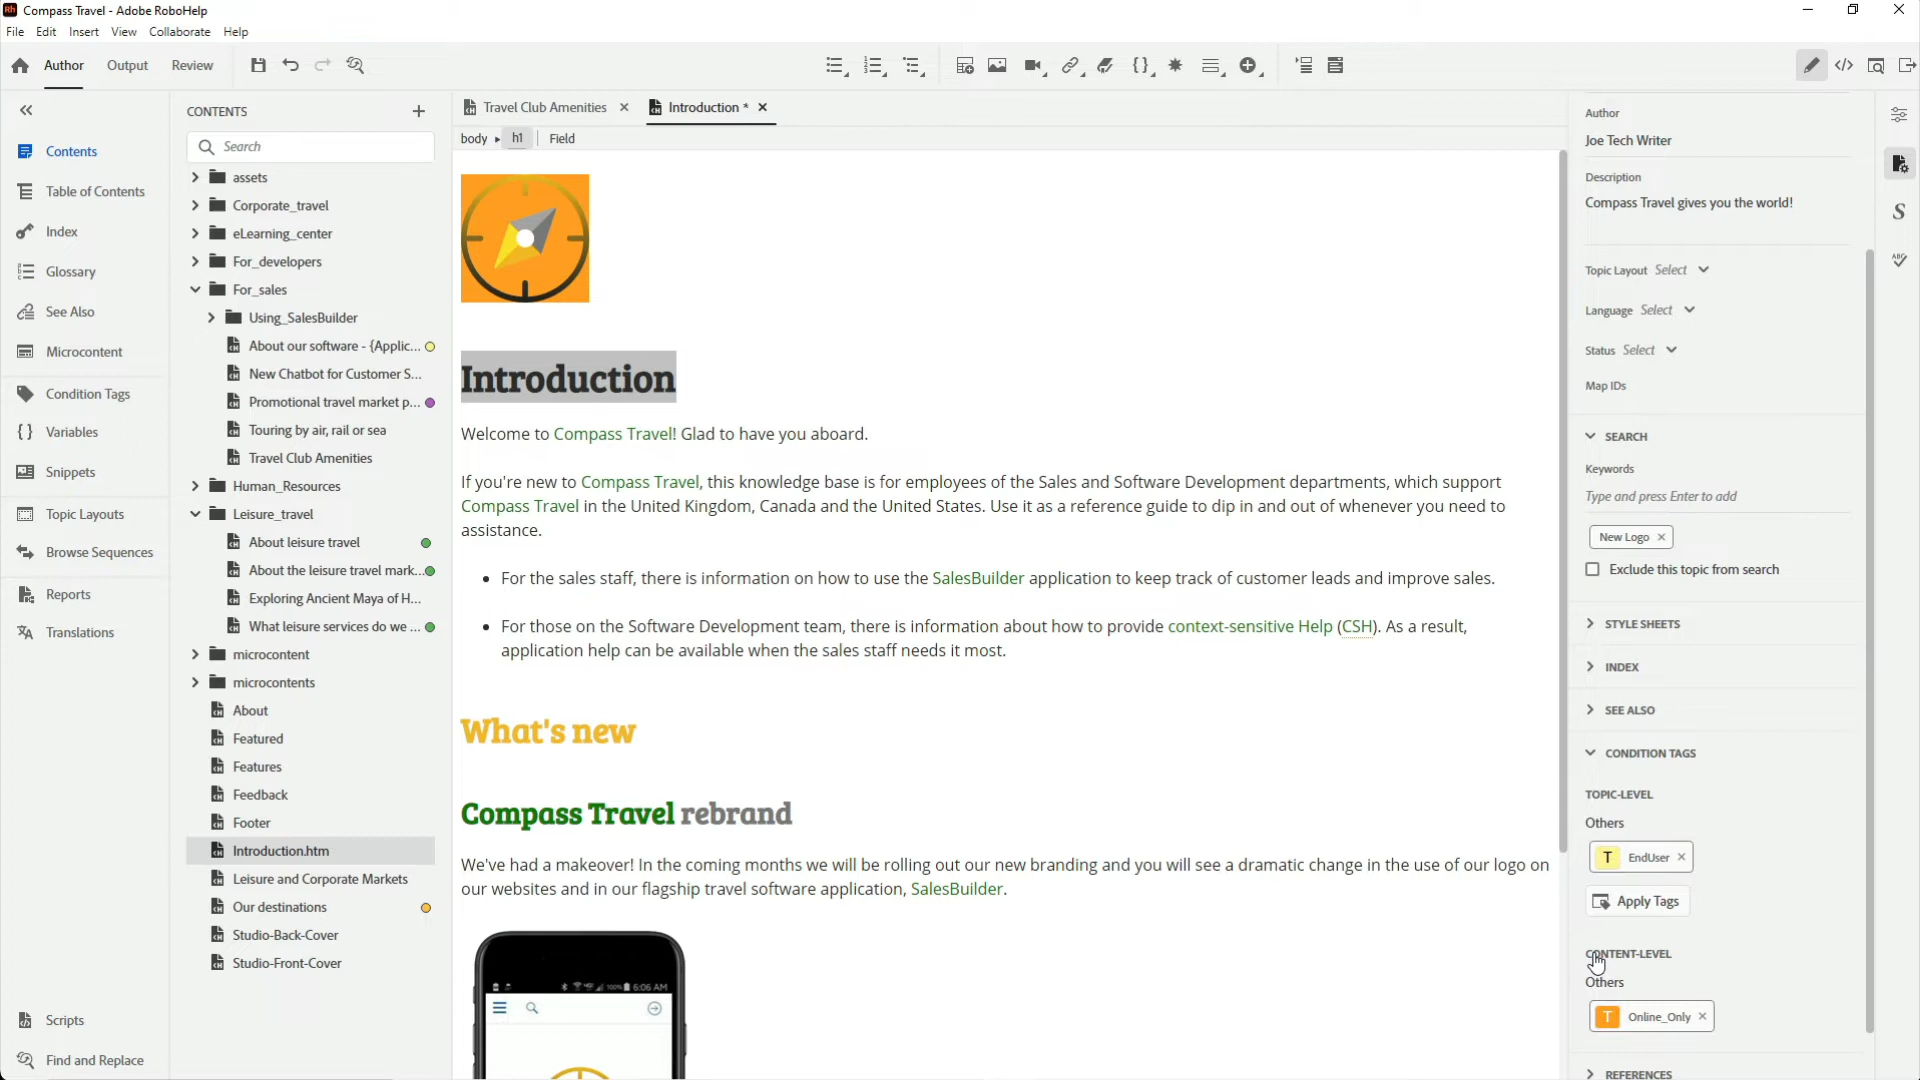 Compass Travel - Adobe RoboHelp
File Edit Insert View Collaborate Help
Author Output Review
Contents
Table of Contents
Index
Glossary
See Also
Microcontent
Condition Tags
Variables
Snippets
Topic Layouts
Browse Sequences
Reports
Translations
Scripts
Find and Replace
CONTENTS
Search
assets
Corporate_travel
eLearning_center
For_developers
For_sales
Using_SalesBuilder
About our software - {Applic...
New Chatbot for Customer S...
Promotional travel market p...
Touring by air, rail or sea
Travel Club Amenities
Human_Resources
Leisure_travel
About leisure travel
About the leisure travel mark...
Exploring Ancient Maya of H...
What leisure services do we ...
microcontent
microcontents
About
Featured
Features
Feedback
Footer
Introduction.htm
Leisure and Corporate Markets
Our destinations
Studio-Back-Cover
Studio-Front-Cover
Travel Club Amenities Introduction *
body h1 Field
Introduction
Welcome to Compass Travel! Glad to have you aboard.
If you're new to Compass Travel, this knowledge base is for employees of the Sales and Software Development departments, which support
Compass Travel in the United Kingdom, Canada and the United States. Use it as a reference guide to dip in and out of whenever you need to
assistance.
• For the sales staff, there is information on how to use the SalesBuilder application to keep track of customer leads and improve sales.
• For those on the Software Development team, there is information about how to provide context-sensitive Help (CSH). As a result,
application help can be available when the sales staff needs it most.
What's new
Compass Travel rebrand
We've had a makeover! In the coming months we will be rolling out our new branding and you will see a dramatic change in the use of our logo on
our websites and in our flagship travel software application, SalesBuilder.
100% 6:06 AM
Author
Joe Tech Writer
Description
Compass Travel gives you the world!
Topic Layout Select
Language Select
Status Select
Map IDs
SEARCH
Keywords
Type and press Enter to add
New Logo
Exclude this topic from search
STYLE SHEETS
INDEX
SEE ALSO
CONDITION TAGS
TOPIC-LEVEL
Others
T EndUser
Apply Tags
CONTENT-LEVEL
Others
T Online_Only
REFERENCES
S
ABC